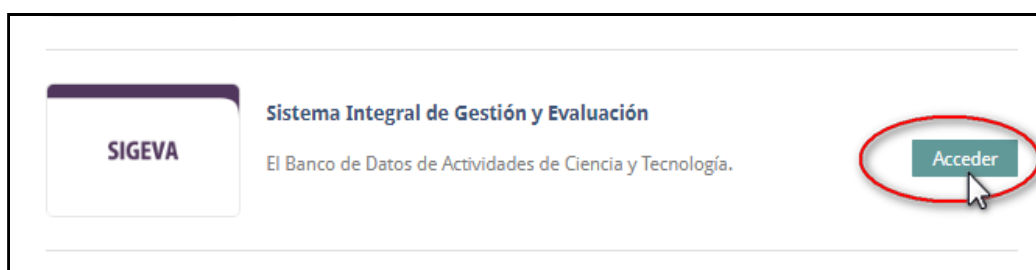 Sistema Integral de Gestión y Evaluación
SIGEVA
El Banco de Datos de Actividades de Ciencia y Tecnología.
Acceder